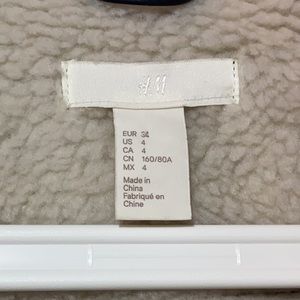 H&M
EUR 34
US 4
CA 4
CN 160/80A
MX 4
Made in
China
Fabriqué en
Chine